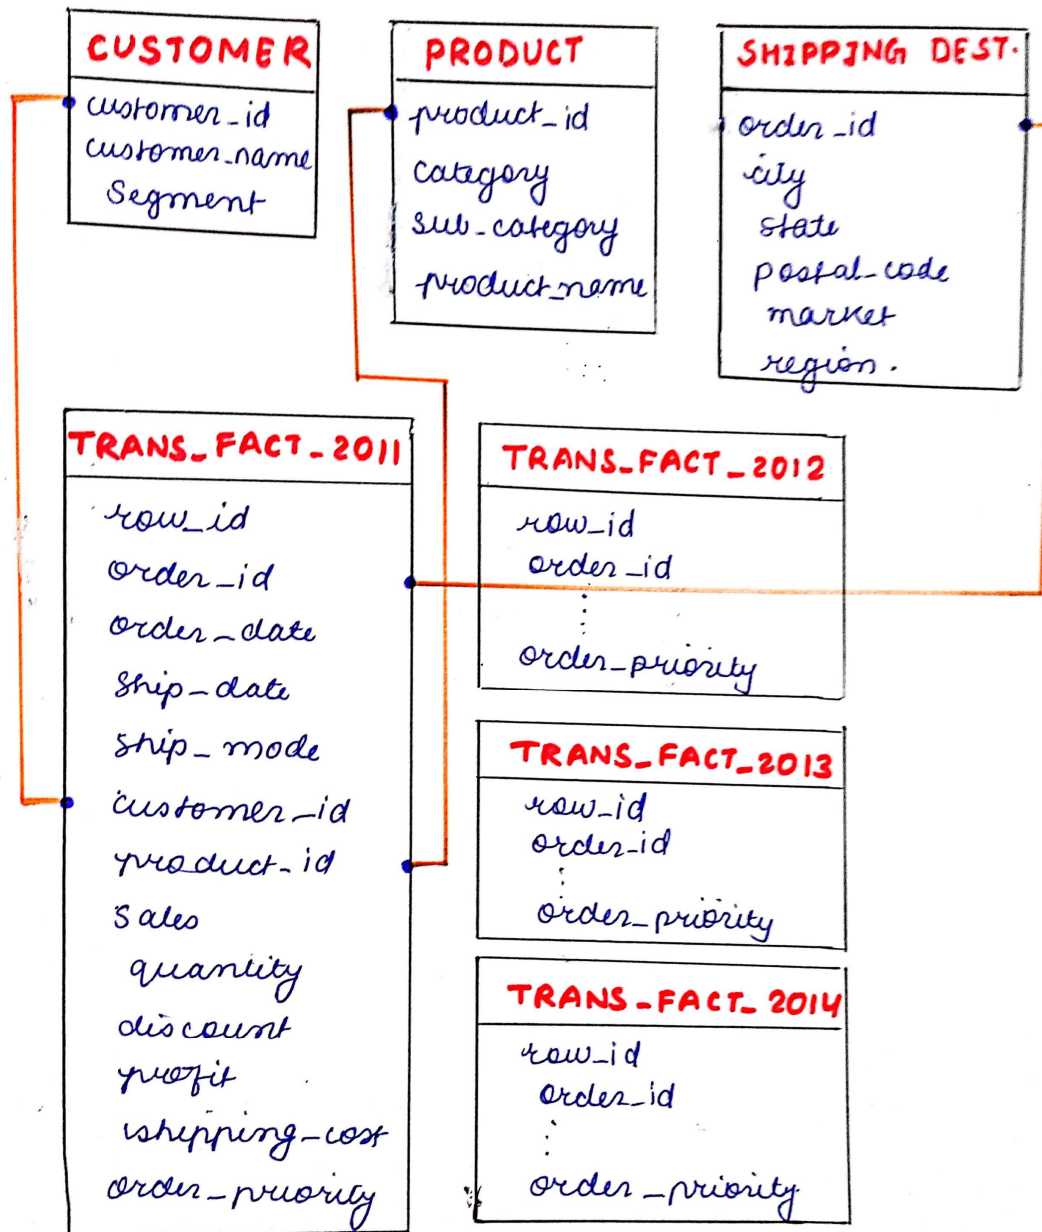 CUSTOMER
customer_id
customer_name
Segment
PRODUCT
product_id
category
sub_category
product_name
SHIPPING DEST.
order_id
city
state
postal_code
market
region.
TRANS_FACT_2011
row_id
order_id
order_date
ship_date
ship_mode
customer_id
product_id
sales
quantity
discount
profit
shipping_cost
order_priority
TRANS_FACT_2012
row_id
order_id
order_priority
TRANS_FACT_2013
row_id
order_id
order_priority
TRANS_FACT_2014
row_id
order_id
order_priority